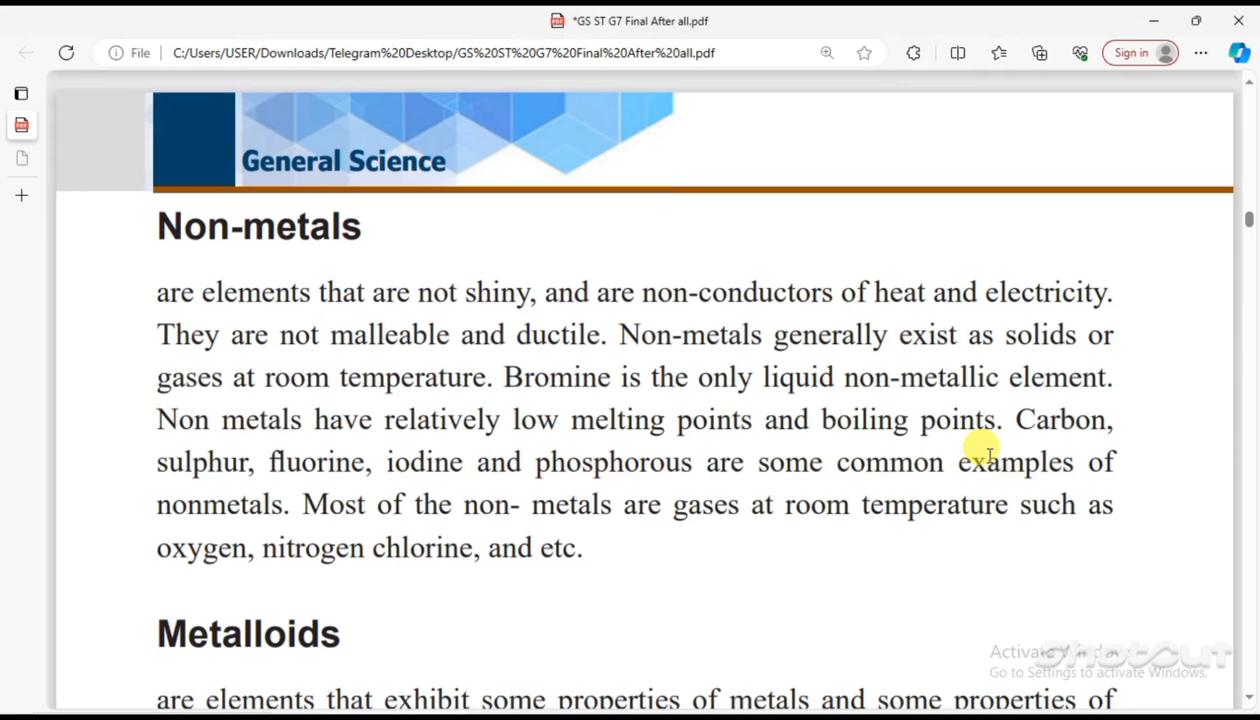 *GS ST G7 Final After all.pdf
File C:/Users/USER/Downloads/Telegram%20Desktop/GS%20ST%20G7%20Final%20After%20all.pdf Sign in
General Science
Non-metals
are elements that are not shiny, and are non-conductors of heat and electricity.
They are not malleable and ductile. Non-metals generally exist as solids or
gases at room temperature. Bromine is the only liquid non-metallic element.
Non metals have relatively low melting points and boiling points. Carbon,
sulphur, fluorine, iodine and phosphorous are some common examples of
nonmetals. Most of the non- metals are gases at room temperature such as
oxygen, nitrogen chlorine, and etc.
Metalloids
Activate Windows
shotcut
Go to Settings to activate Windows.
are elements that exhibit some properties of metals and some properties of